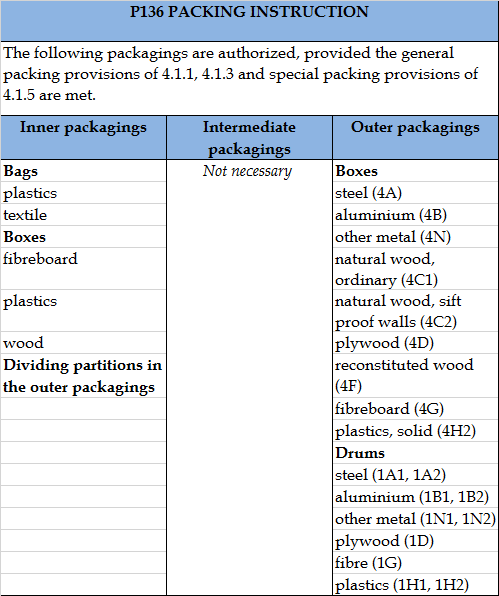 P136 PACKING INSTRUCTION
The following packagings are authorized, provided the general
packing provisions of 4.1.1, 4.1.3 and special packing provisions of
4.1.5 are met.
Inner packagings
Intermediate
packagings
Outer packagings
Bags
plastics
textile
Boxes
fibreboard
plastics
wood
Dividing partitions in
the outer packagings
Not necessary
Boxes
steel (4A)
aluminium (4B)
other metal (4N)
natural wood,
ordinary (4C1)
natural wood, sift
proof walls (4C2)
plywood (4D)
reconstituted wood
(4F)
fibreboard (4G)
plastics, solid (4H2)
Drums
steel (1A1, 1A2)
aluminium (1B1, 1B2)
other metal (1N1, 1N2)
plywood (1D)
fibre (1G)
plastics (1H1, 1H2)